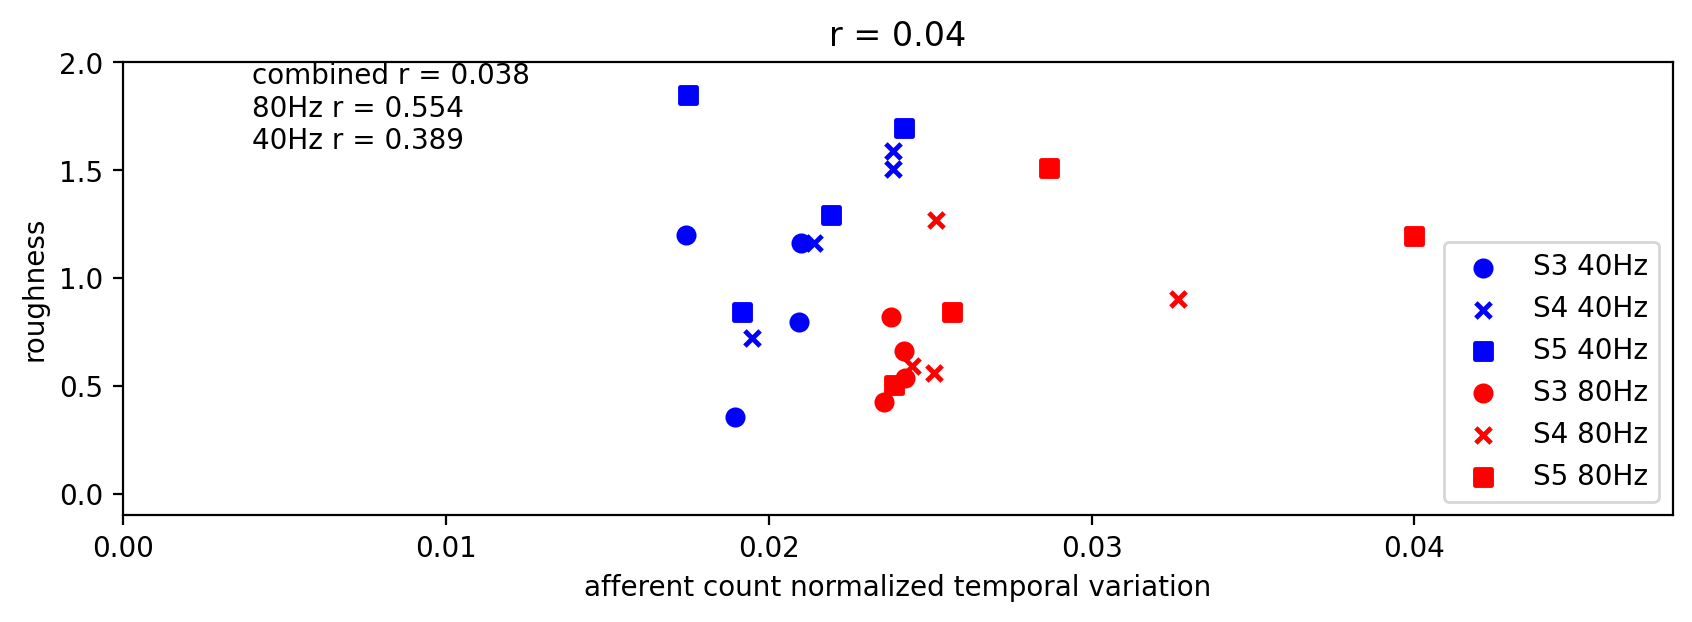 r = 0.04
combined r = 0.038
80Hz r = 0.554
40Hz r = 0.389
2.0
1.5
1.0
0.5
0.0
roughness
S3 40Hz
S4 40Hz
S5 40Hz
S3 80Hz
S4 80Hz
S5 80Hz
0.00 0.01 0.02 0.03 0.04
afferent count normalized temporal variation